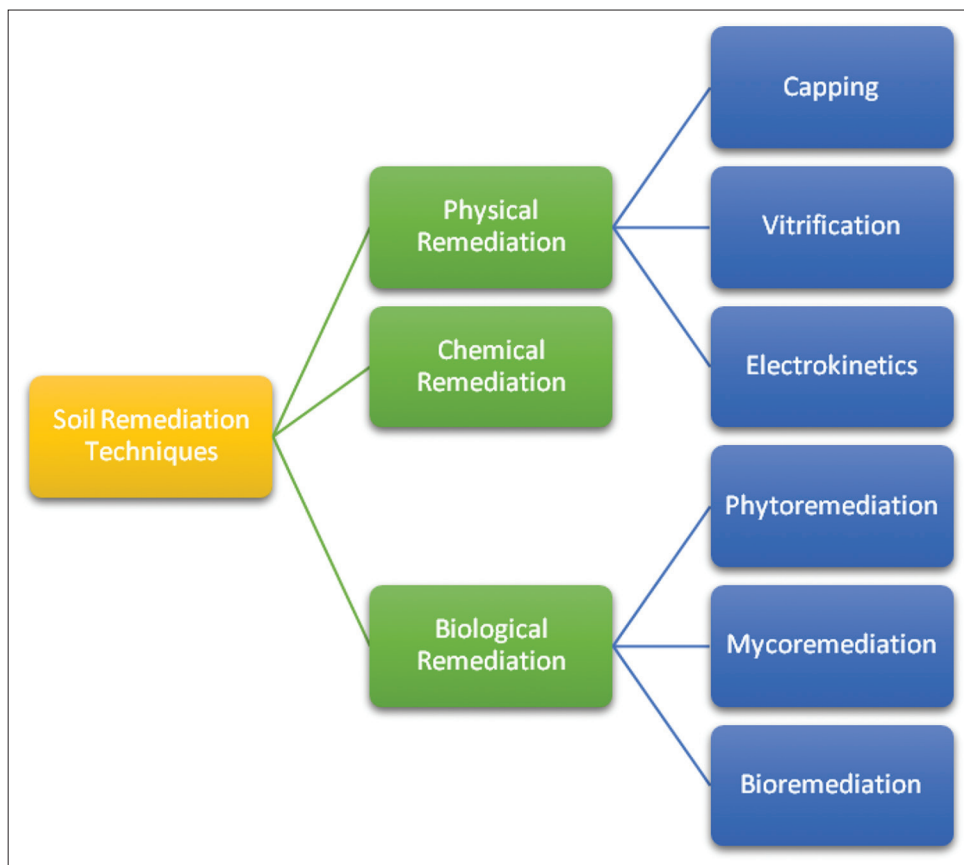 Soil Remediation
Techniques
Physical
Remediation
Chemical
Remediation
Biological
Remediation
Capping
Vitrification
Electrokinetics
Phytoremediation
Mycoremediation
Bioremediation